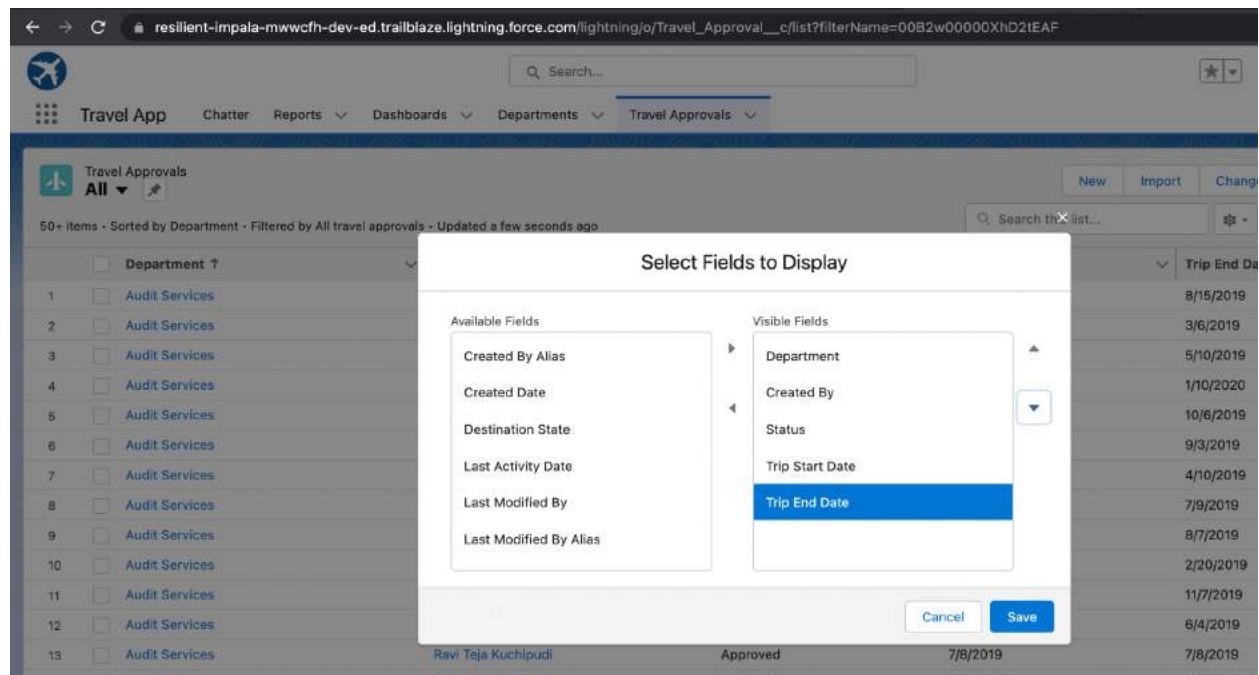 resilient-impala-mwwcfh-dev-ed.trailblaze.lightning.force.com/lightning/o/Travel_Approval__c/list?filterName=00B2w00000XhD2tEAF
Search...
Travel App Chatter Reports Dashboards Departments Travel Approvals
Travel Approvals
All
New Import Change
50+ items • Sorted by Department • Filtered by All travel approvals • Updated a few seconds ago
Search this list...
Department ↑ Trip End Da
Select Fields to Display
Available Fields Visible Fields
Created By Alias Department
Created Date Created By
Destination State Status
Last Activity Date Trip Start Date
Last Modified By Trip End Date
Last Modified By Alias
Cancel Save
1 Audit Services 8/15/2019
2 Audit Services 3/6/2019
3 Audit Services 5/10/2019
4 Audit Services 1/10/2020
5 Audit Services 10/6/2019
6 Audit Services 9/3/2019
7 Audit Services 4/10/2019
8 Audit Services 7/9/2019
9 Audit Services 8/7/2019
10 Audit Services 2/20/2019
11 Audit Services 11/7/2019
12 Audit Services 6/4/2019
13 Audit Services Ravi Teja Kuchipudi Approved 7/8/2019 7/8/2019